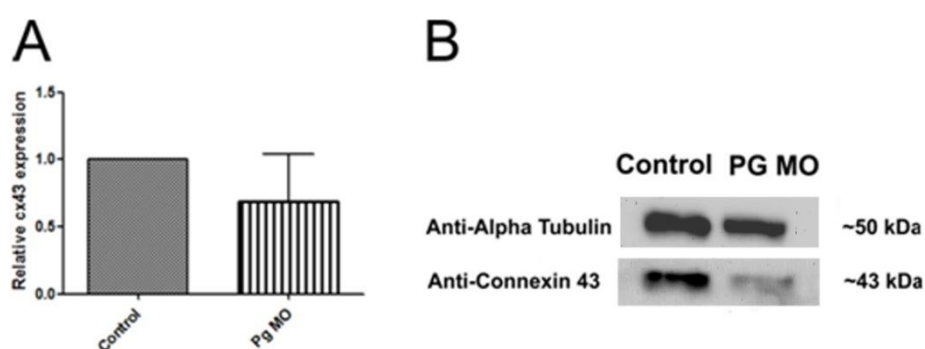 A
B
Relative cx43 expression
1.5
1.0
0.5
0.0
Control
Pg MO
Control PG MO
Anti-Alpha Tubulin ~50 kDa
Anti-Connexin 43 ~43 kDa